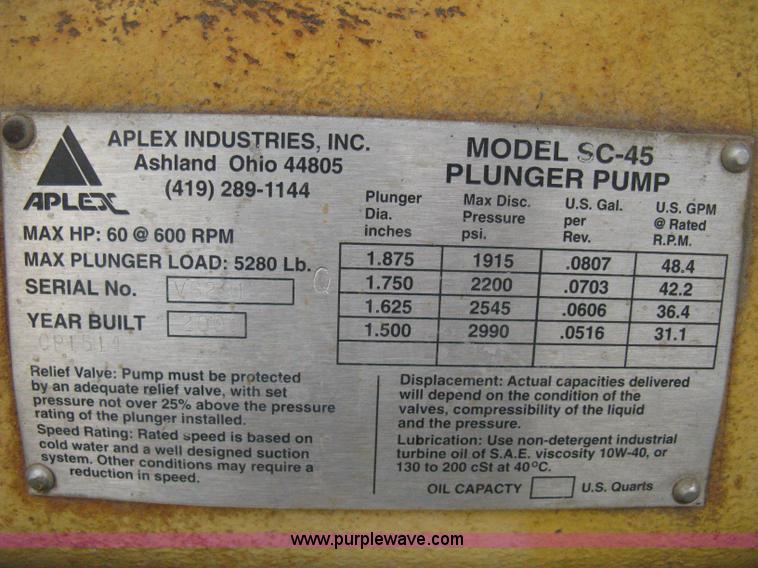 APLEX INDUSTRIES, INC.
Ashland Ohio 44805
(419) 289-1144
APLEX
MODEL SC-45
PLUNGER PUMP
MAX HP: 60 @ 600 RPM
MAX PLUNGER LOAD: 5280 Lb.
SERIAL No.
Q
YEAR BUILT
CP1514
Plunger Dia. inches | Max Disc. Pressure psi. | U.S. Gal. per Rev. | U.S. GPM @ Rated R.P.M.
1.875 1915 .0807 48.4
1.750 2200 .0703 42.2
1.625 2545 .0606 36.4
1.500 2990 .0516 31.1
Relief Valve: Pump must be protected
by an adequate relief valve, with set
pressure not over 25% above the pressure
rating of the plunger installed.
Speed Rating: Rated speed is based on
cold water and a well designed suction
system. Other conditions may require a
reduction in speed.
Displacement: Actual capacities delivered
will depend on the condition of the
valves, compressibility of the liquid
and the pressure.
Lubrication: Use non-detergent industrial
turbine oil of S.A.E. viscosity 10W-40, or
130 to 200 cSt at 40°C.
OIL CAPACTY U.S. Quarts
www.purplewave.com